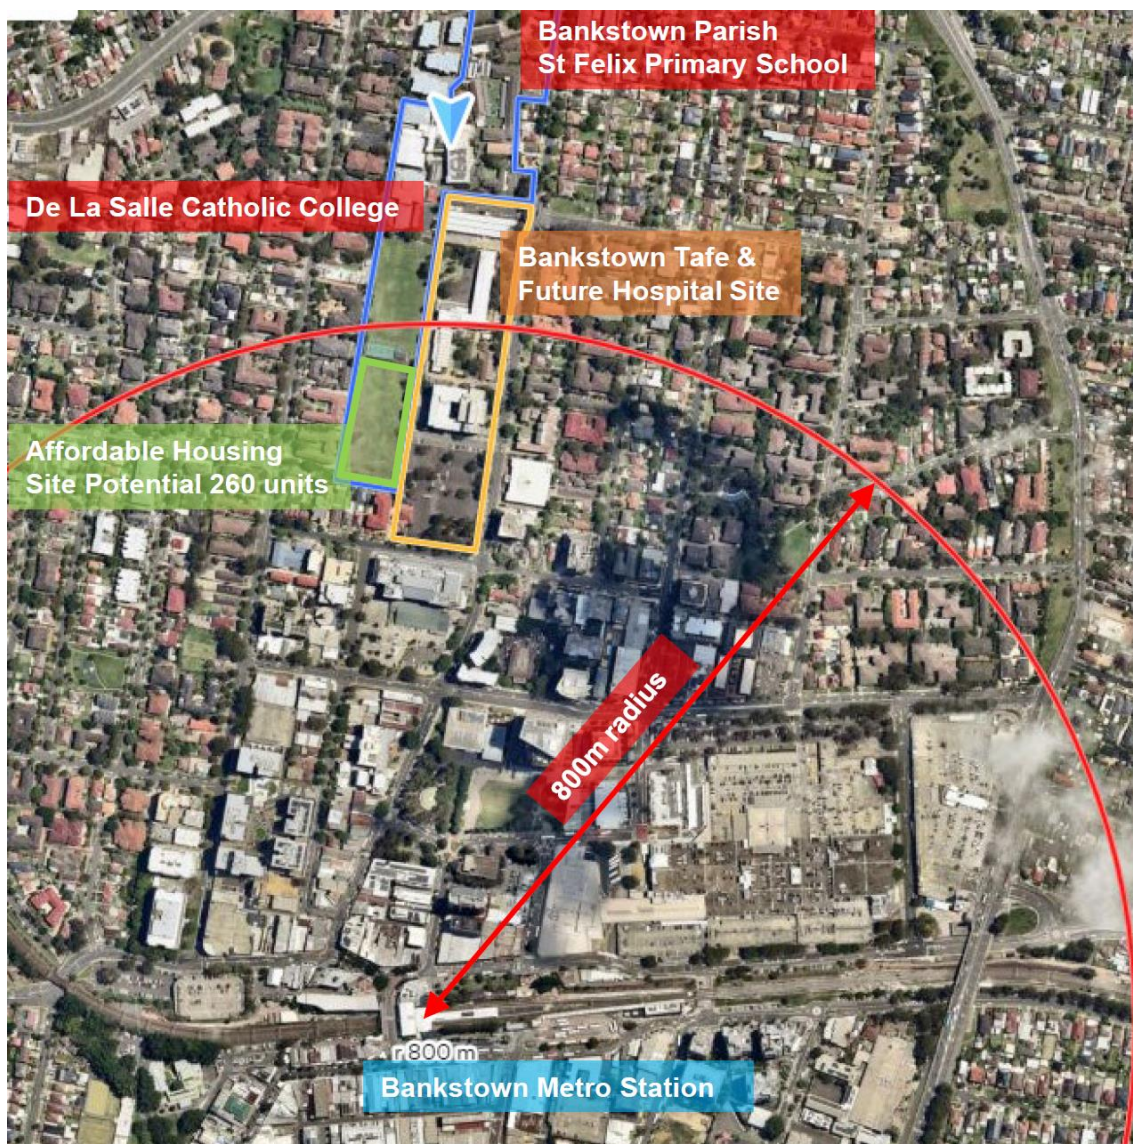 Bankstown Parish
St Felix Primary School
De La Salle Catholic College
Bankstown Tafe &
Future Hospital Site
Affordable Housing
Site Potential 260 units
800m radius
r 800 m
Bankstown Metro Station